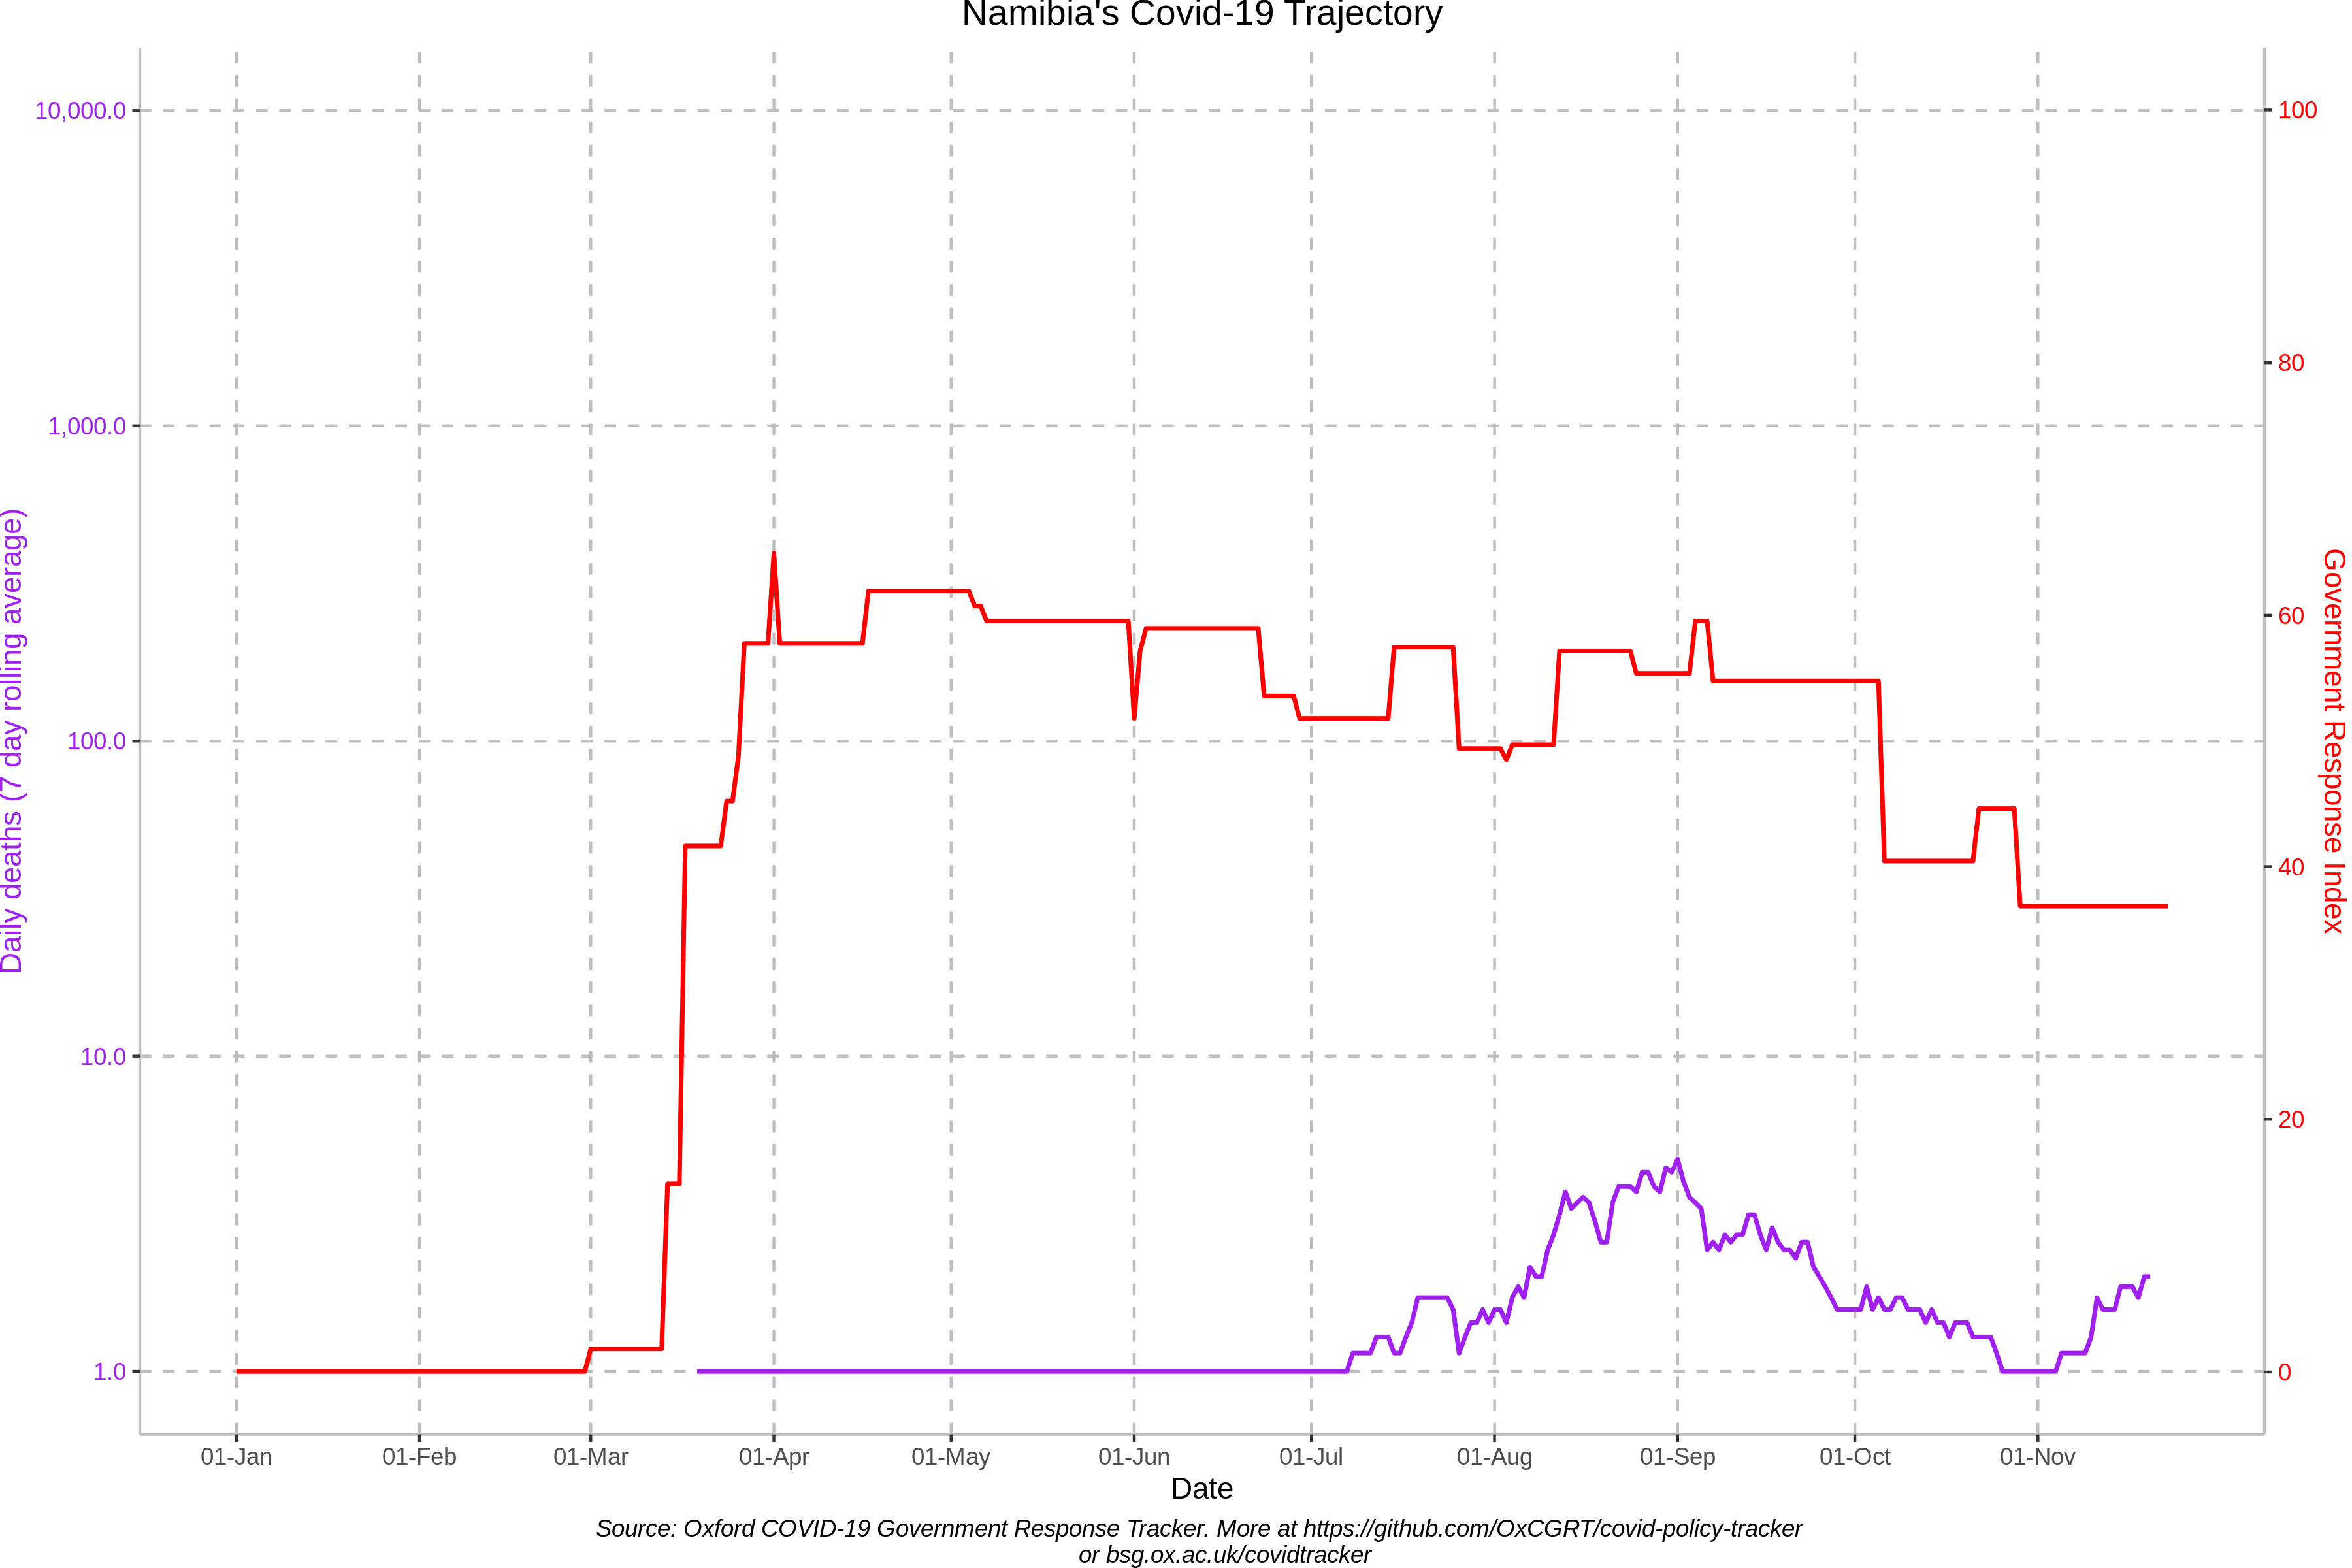 Namibia's Covid-19 Trajectory
10,000.0
1,000.0
100.0
10.0
1.0
Daily deaths (7 day rolling average)
100
80
60
40
20
0
Government Response Index
01-Jan
01-Feb
01-Mar
01-Apr
01-May
01-Jun
01-Jul
01-Aug
01-Sep
01-Oct
01-Nov
Date
Source: Oxford COVID-19 Government Response Tracker. More at https://github.com/OxCGRT/covid-policy-tracker
or bsg.ox.ac.uk/covidtracker